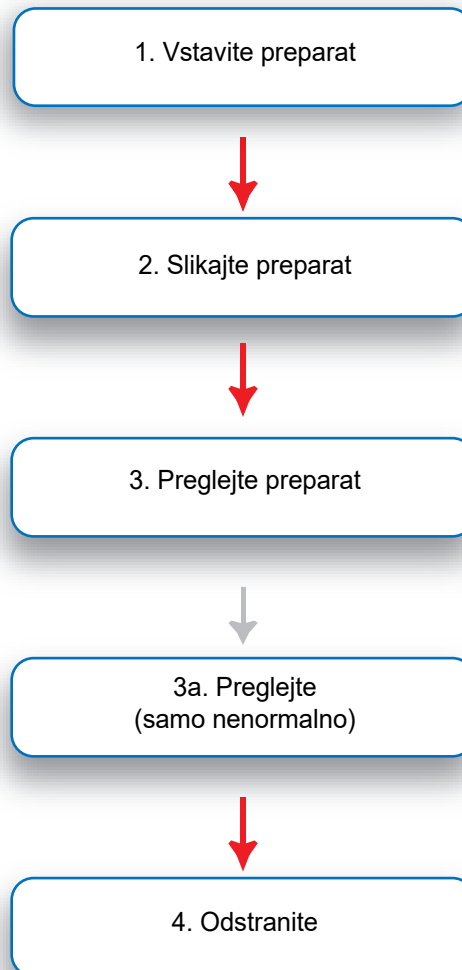 1. Vstavite preparat
2. Slikajte preparat
3. Preglejte preparat
3a. Preglejte
(samo nenormalno)
4. Odstranite